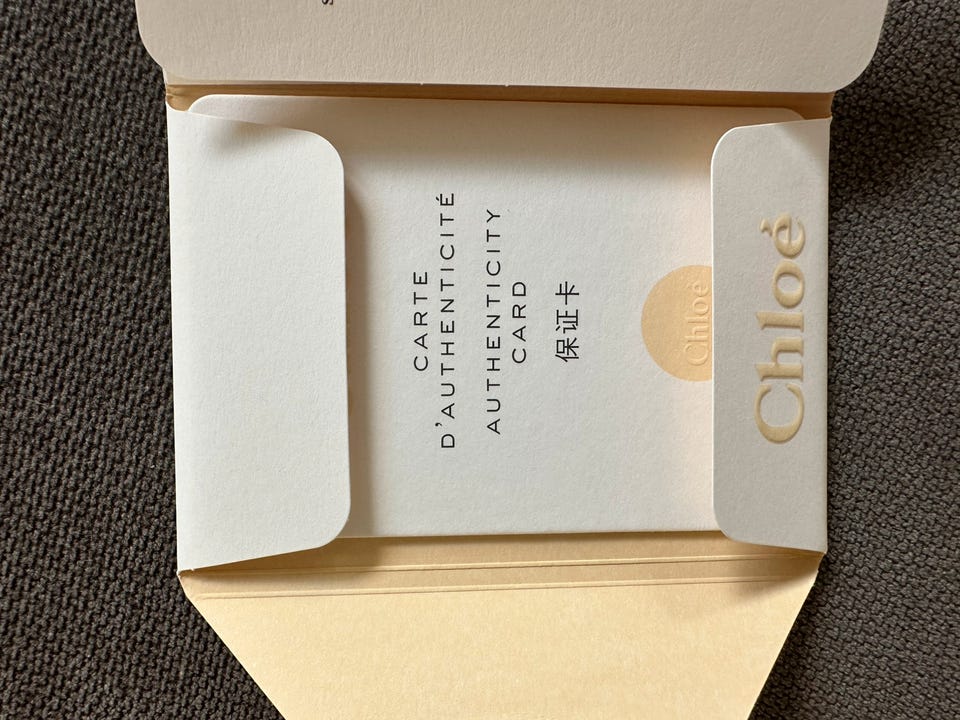 CARTE
D'AUTHENTICITÉ
AUTHENTICITY
CARD
保证卡
Chloé
Chloé